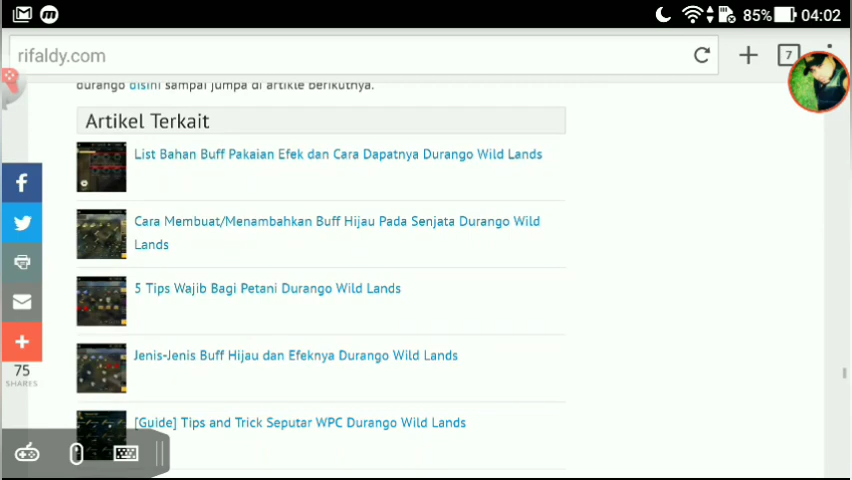 85% 04:02
rifaldy.com
7
durango disini sampai jumpa di artikle berikutnya.
Artikel Terkait
List Bahan Buff Pakaian Efek dan Cara Dapatnya Durango Wild Lands
Cara Membuat/Menambahkan Buff Hijau Pada Senjata Durango Wild
Lands
5 Tips Wajib Bagi Petani Durango Wild Lands
Jenis-Jenis Buff Hijau dan Efeknya Durango Wild Lands
75
SHARES
[Guide] Tips and Trick Seputar WPC Durango Wild Lands